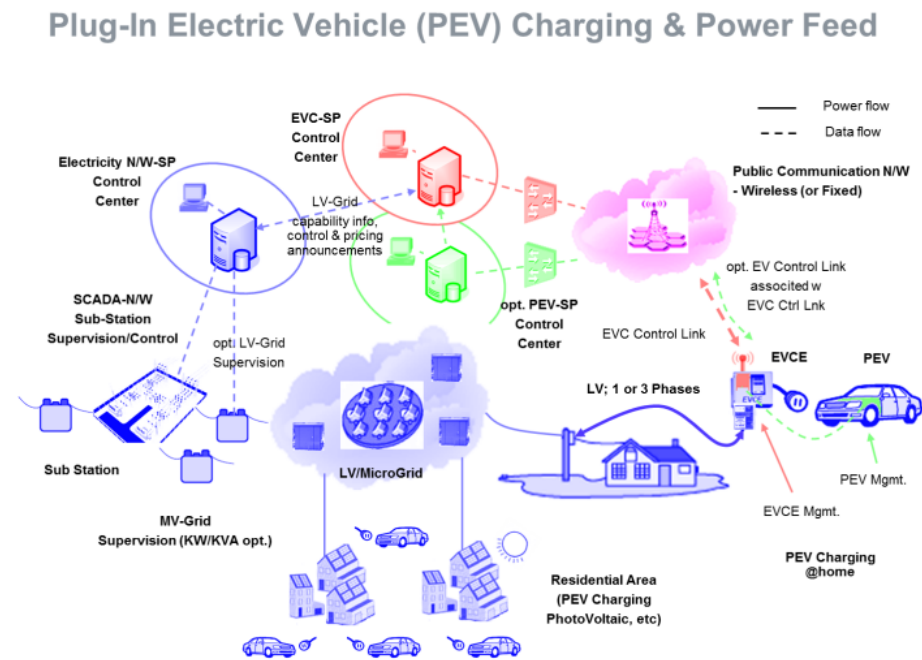 Plug-In Electric Vehicle (PEV) Charging & Power Feed
Power flow
Data flow
EVC-SP
Control
Center
Electricity N/W-SP
Control
Center
Public Communication N/W
- Wireless (or Fixed)
LV-Grid
capability info,
control & pricing
announcements
opt. EV Control Link
associted w
EVC Ctrl Lnk
SCADA-N/W
Sub-Station
Supervision/Control
opt. PEV-SP
Control
Center
opt. LV-Grid
Supervision
EVC Control Link
EVCE
PEV
LV; 1 or 3 Phases
EVCE
Sub Station
LV/MicroGrid
PEV Mgmt.
EVCE Mgmt.
MV-Grid
Supervision (KW/KVA opt.)
PEV Charging
@home
Residential Area
(PEV Charging
PhotoVoltaic, etc)